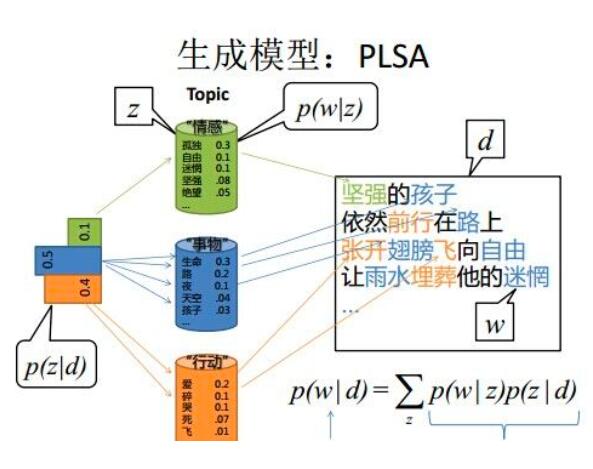 生成模型：PLSA
Topic
z
p(w|z)
d
"情感"
孤独 0.3
自由 0.1
迷惘 0.1
坚强 .08
绝望 .05
...
坚强的孩子
依然前行在路上
张开翅膀飞向自由
让雨水埋葬他的迷惘
...
w
0.1
0.5
0.4
p(z|d)
"事物"
生命 0.3
路 0.2
夜 0.1
天空 .04
孩子 .03
...
"行动"
爱 0.2
碎 0.1
哭 0.1
死 .07
飞 .01
p(w|d) = ∑ p(w|z)p(z|d)
z